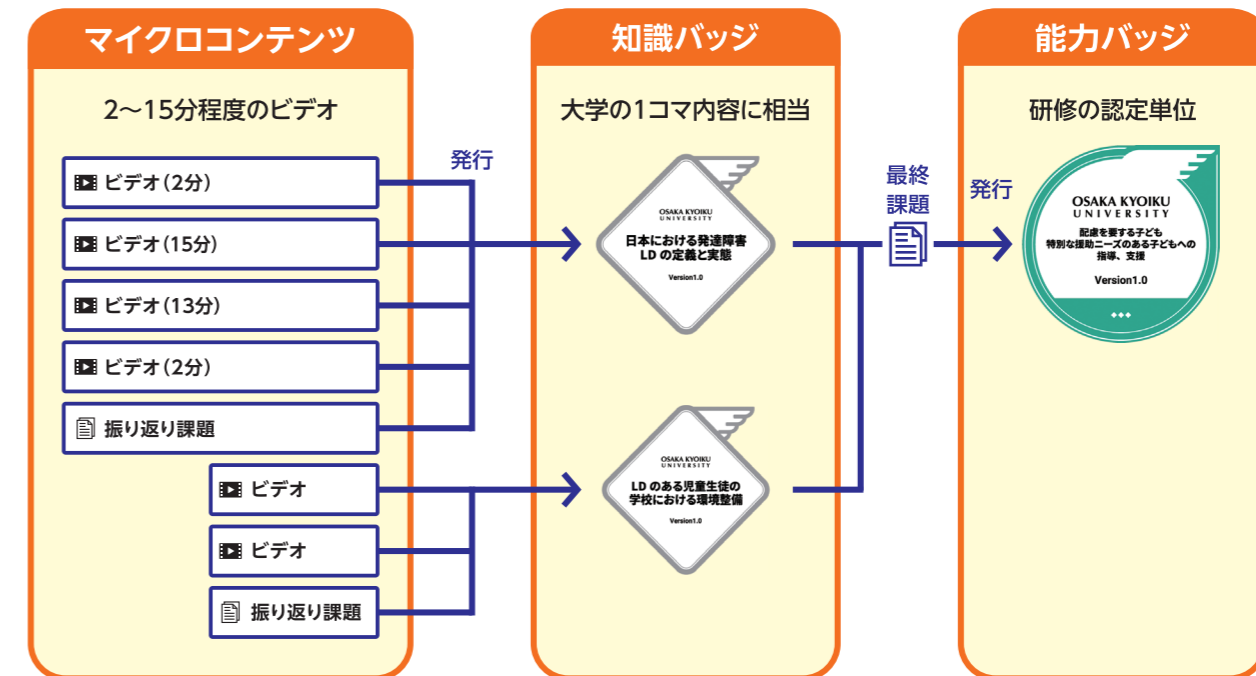 マイクロコンテンツ
2〜15分程度のビデオ
ビデオ(2分)
ビデオ(15分)
ビデオ(13分)
ビデオ(2分)
振り返り課題
ビデオ
ビデオ
振り返り課題
発行
知識バッジ
大学の1コマ内容に相当
OSAKA KYOIKU
UNIVERSITY
日本における発達障害
LDの定義と実態
Version1.0
OSAKA KYOIKU
UNIVERSITY
LDのある児童生徒の
学校における環境整備
Version1.0
最終
課題
発行
能力バッジ
研修の認定単位
OSAKA KYOIKU
UNIVERSITY
配慮を要する子ども
特別な援助ニーズのある子どもへの
指導、支援
Version1.0